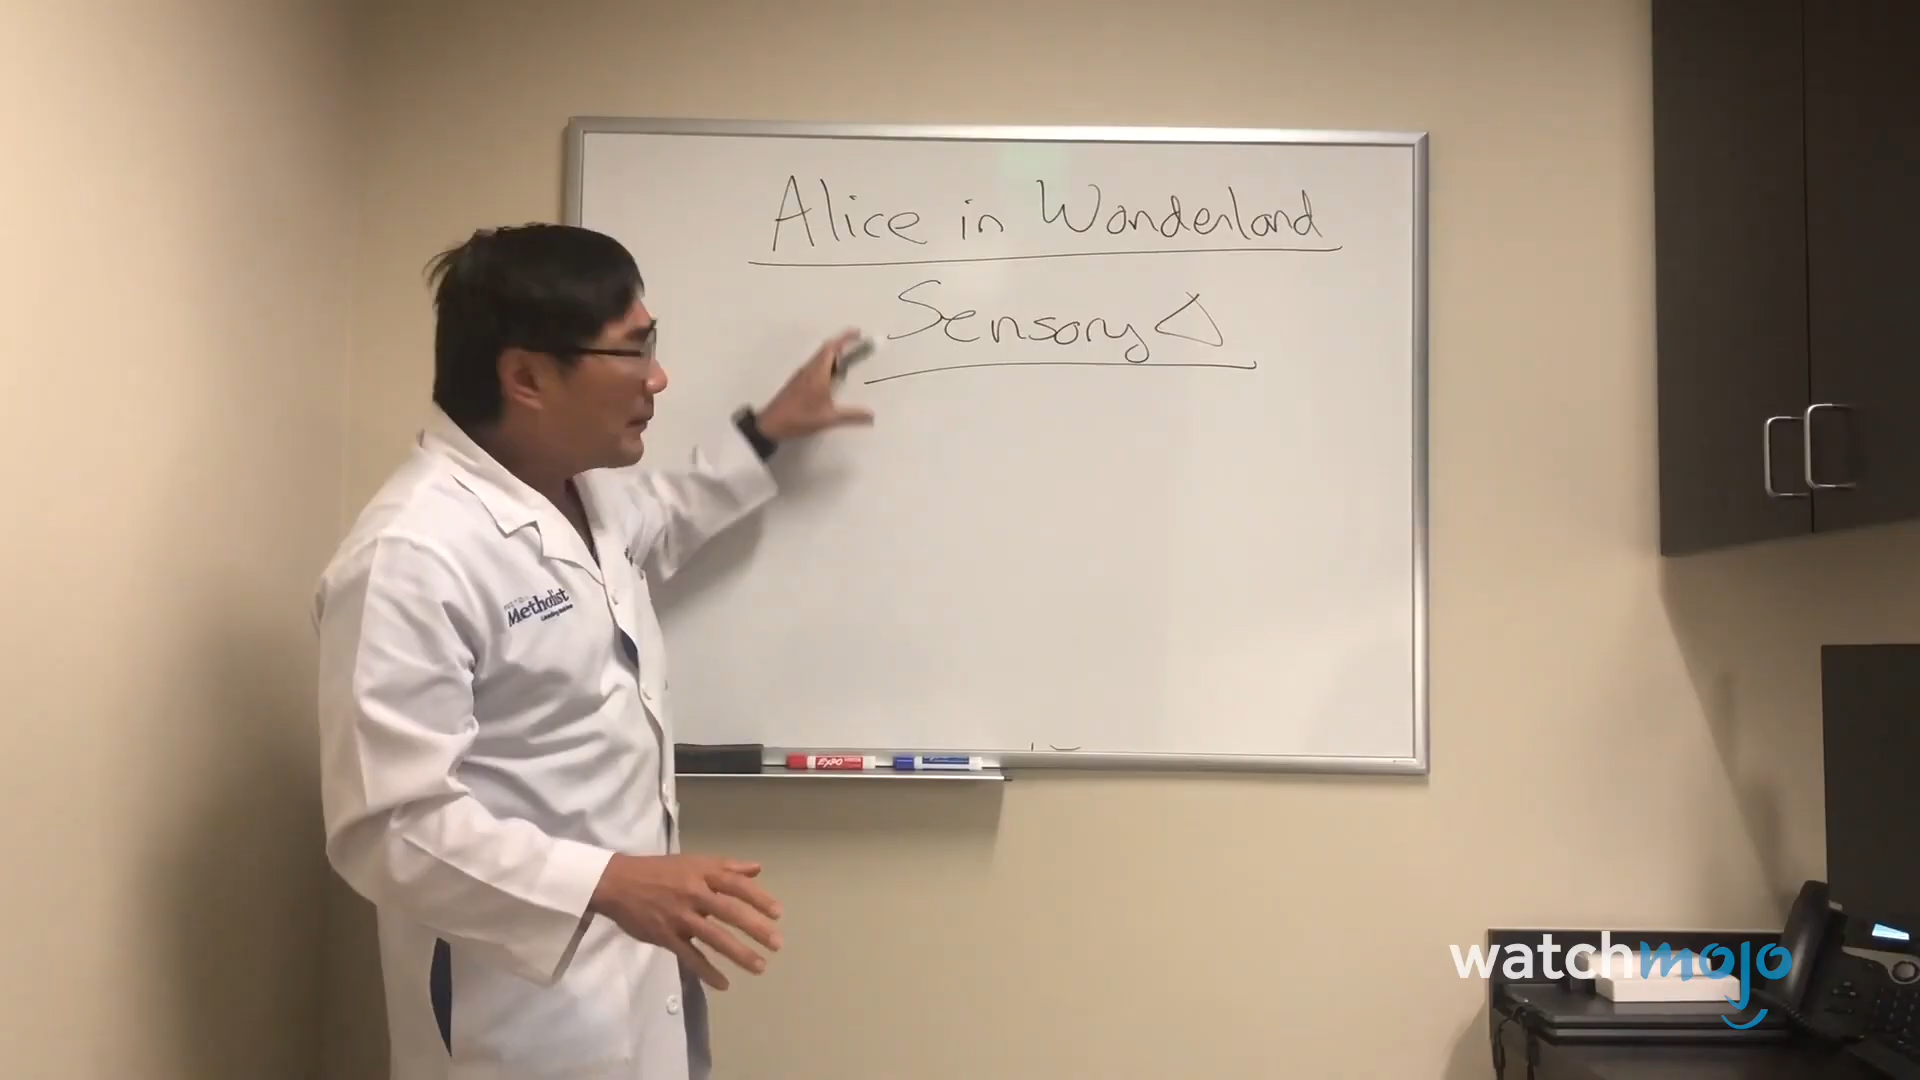 Alice in Wonderland
Sensory Δ
Methodist
EXPO
watchmojo